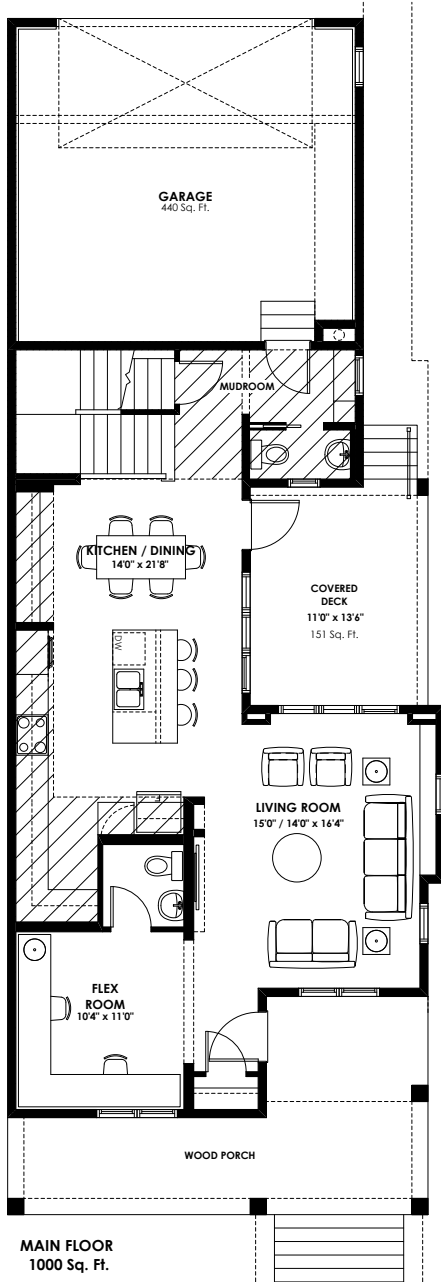 GARAGE
440 Sq. Ft.
MUDROOM
KITCHEN / DINING
14'0" x 21'8"
COVERED
DECK
11'0" x 13'6"
151 Sq. Ft.
DW
LIVING ROOM
15'0" / 14'0" x 16'4"
FLEX
ROOM
10'4" x 11'0"
WOOD PORCH
MAIN FLOOR
1000 Sq. Ft.